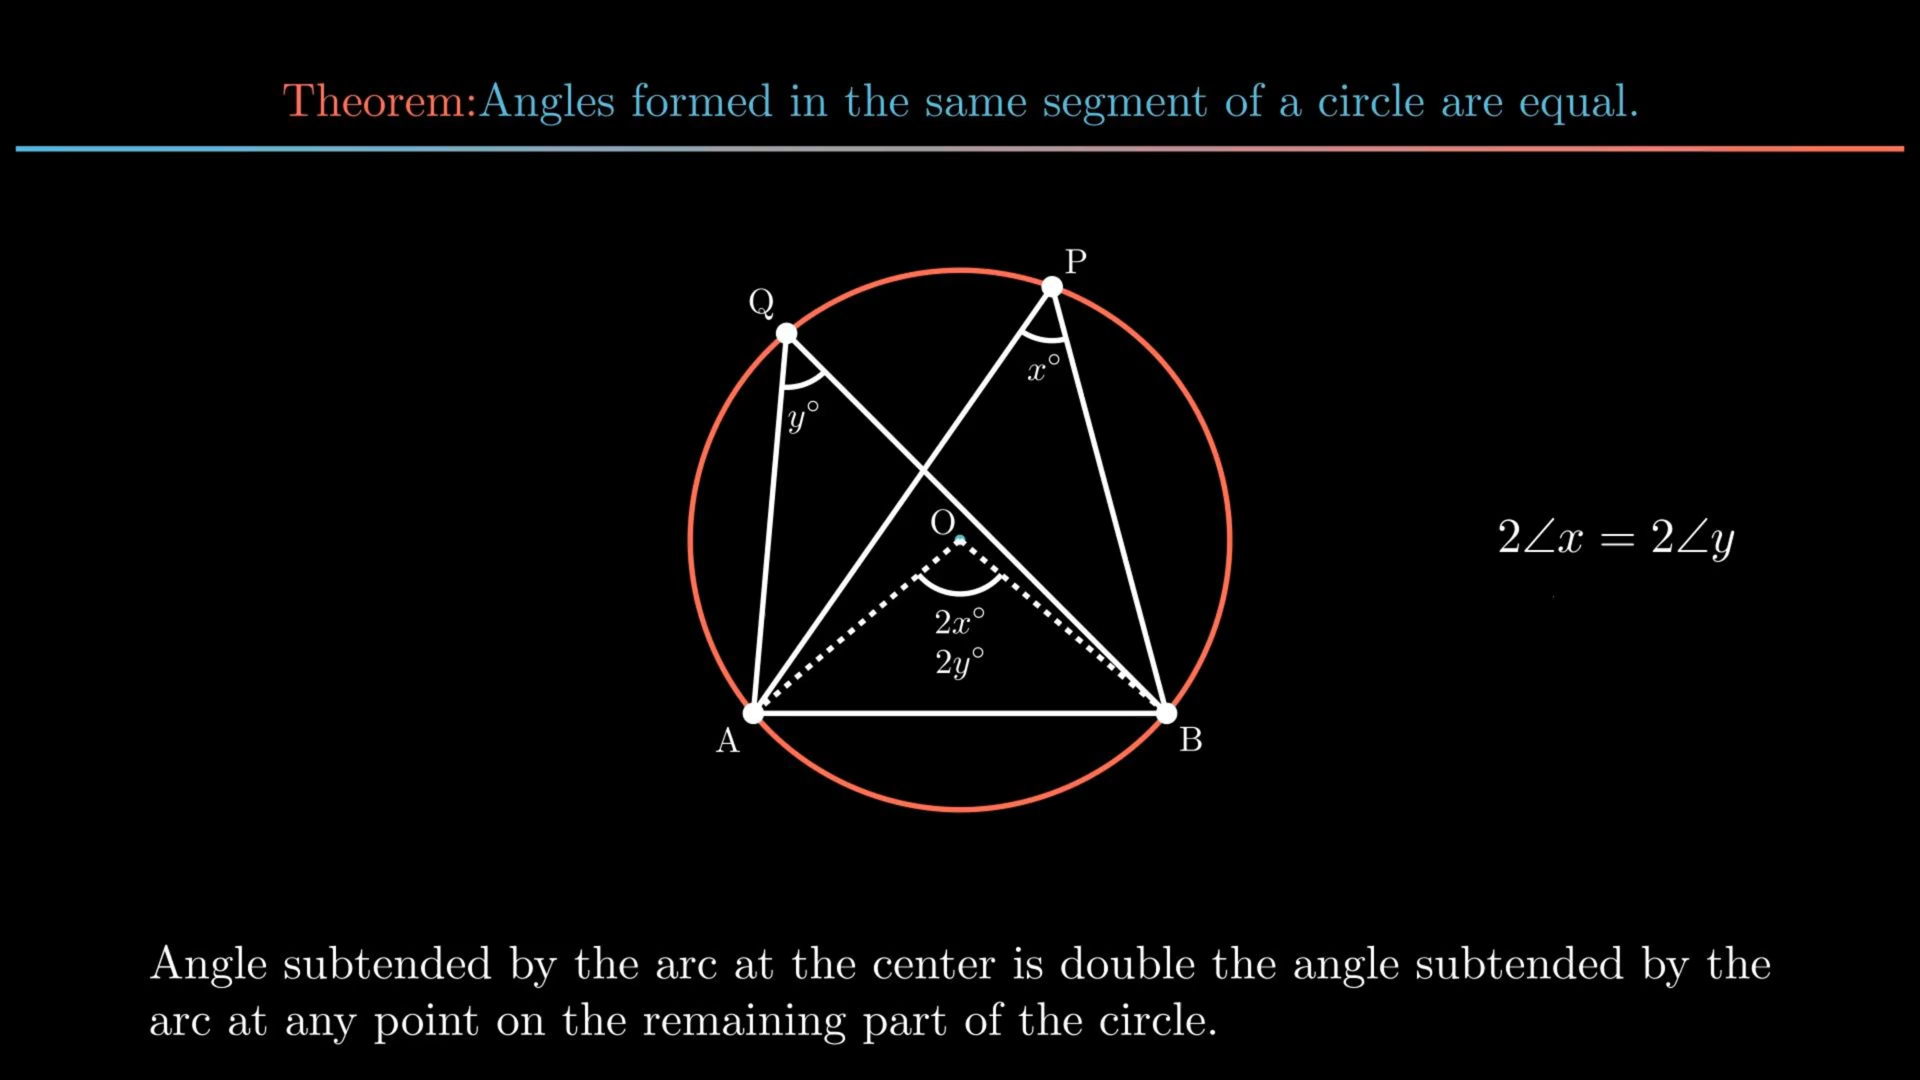 Theorem:Angles formed in the same segment of a circle are equal.
P
Q
x°
y°
O
2∠x = 2∠y
2x°
2y°
A
B
Angle subtended by the arc at the center is double the angle subtended by the
arc at any point on the remaining part of the circle.